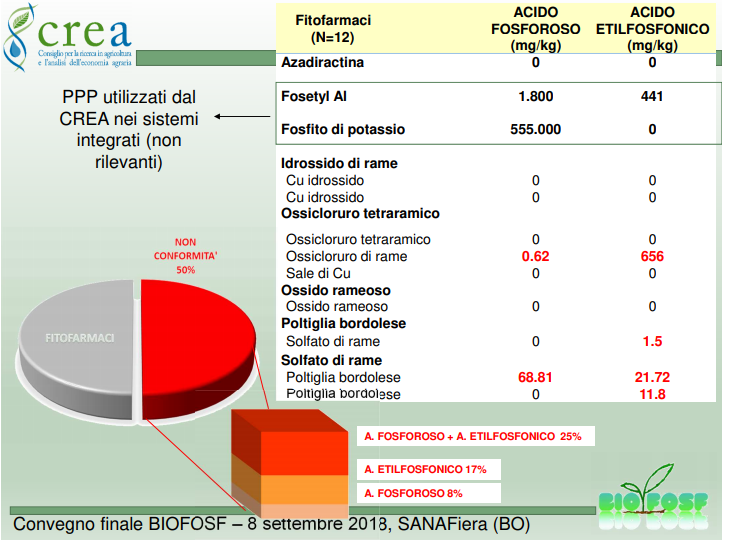 crea
Consiglio per la ricerca in agricoltura
e l'analisi dell'economia agraria
PPP utilizzati dal
CREA nei sistemi
integrati (non
rilevanti)
Fitofarmaci (N=12) ACIDO FOSFOROSO (mg/kg) ACIDO ETILFOSFONICO (mg/kg)
Azadiractina 0 0
Fosetyl Al 1.800 441
Fosfito di potassio 555.000 0
Idrossido di rame
Cu idrossido 0 0
Cu idrossido 0 0
Ossicloruro tetraramico
Ossicloruro tetraramico 0 0
Ossicloruro di rame 0.62 656
Sale di Cu 0 0
Ossido rameoso
Ossido rameoso 0 0
Poltiglia bordolese
Solfato di rame 0 1.5
Solfato di rame
Poltiglia bordolese 68.81 21.72
Poltiglia bordolese 0 11.8
NON
CONFORMITA'
50%
FITOFARMACI
A. FOSFOROSO + A. ETILFOSFONICO 25%
A. ETILFOSFONICO 17%
A. FOSFOROSO 8%
BIOFOSF
Convegno finale BIOFOSF – 8 settembre 2018, SANAFiera (BO)